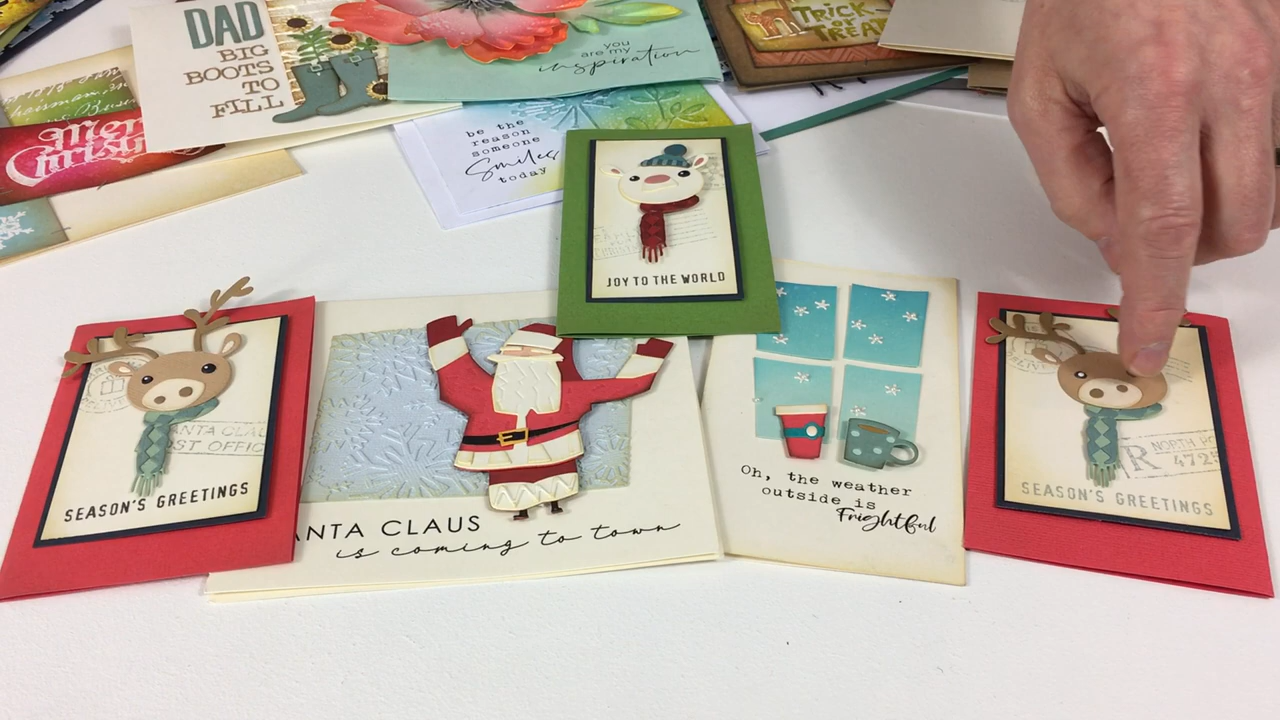 DAD
BIG
BOOTS
TO
FILL
you
are my
inspiration
TRICK
or
TREAT
Merry
be the
reason
someone
Smiles
today
JOY TO THE WORLD
SEASON'S GREETINGS
ANTA CLAUS
is coming to town
Oh, the weather
outside is
Frightful
NORTH PO
R
SEASON'S GREETINGS